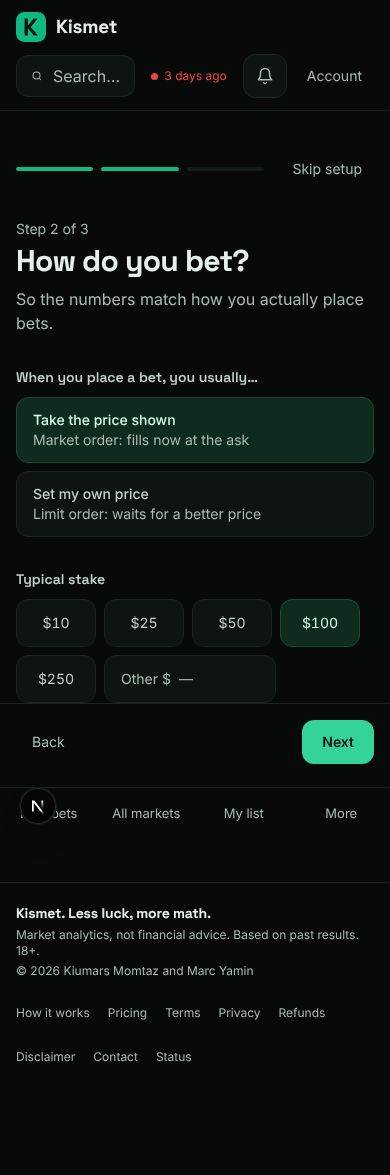 Kismet
Search...
3 days ago
Account
Skip setup
Step 2 of 3
How do you bet?
So the numbers match how you actually place
bets.
When you place a bet, you usually…
Take the price shown
Market order: fills now at the ask
Set my own price
Limit order: waits for a better price
Typical stake
$10 $25 $50 $100
$250 Other $ —
Back Next
bets All markets My list More
Kismet. Less luck, more math.
Market analytics, not financial advice. Based on past results.
18+.
© 2026 Kiumars Momtaz and Marc Yamin
How it works Pricing Terms Privacy Refunds
Disclaimer Contact Status